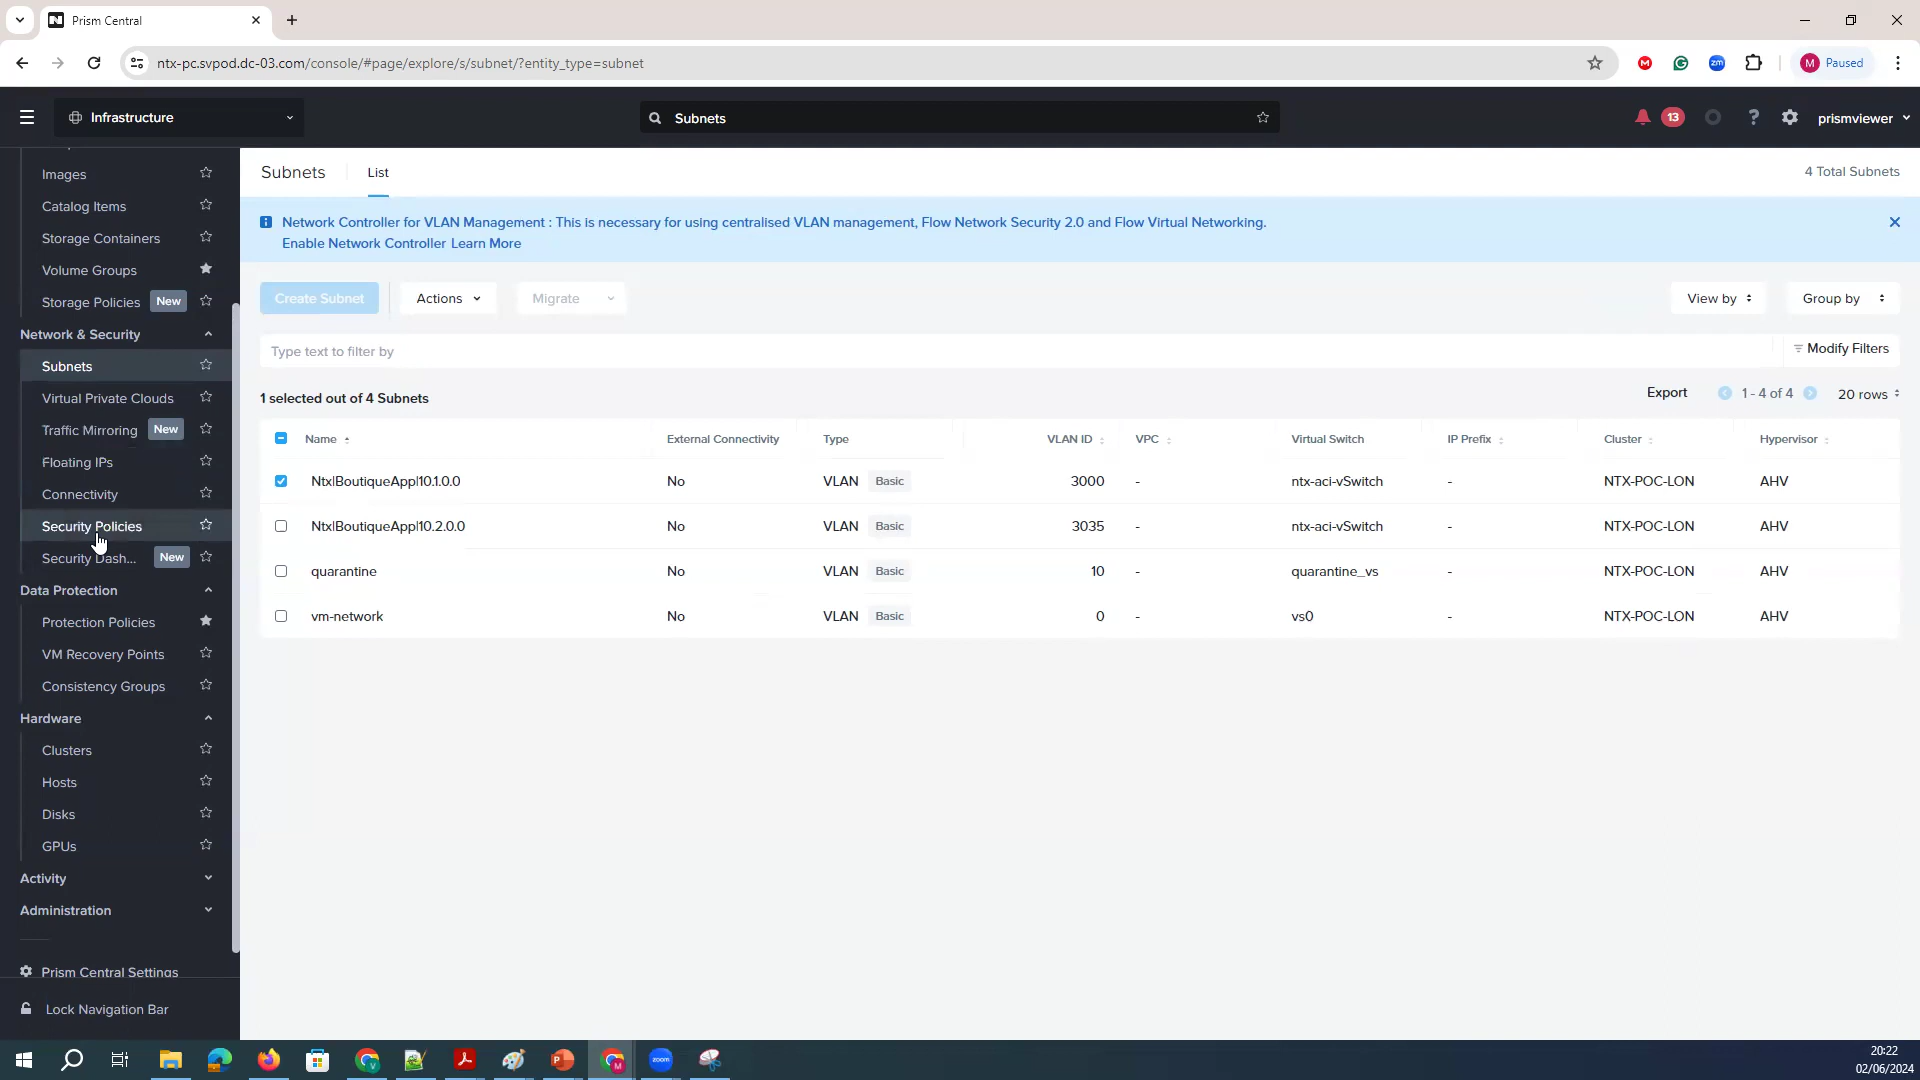 Prism Central
ntx-pc.svpod.dc-03.com/console/#page/explore/s/subnet/?entity_type=subnet
M Paused
Infrastructure
Subnets
13
prismviewer
Images
Catalog Items
Storage Containers
Volume Groups
Storage Policies New
Network & Security
Subnets
Virtual Private Clouds
Traffic Mirroring New
Floating IPs
Connectivity
Security Policies
Security Dash... New
Data Protection
Protection Policies
VM Recovery Points
Consistency Groups
Hardware
Clusters
Hosts
Disks
GPUs
Activity
Administration
Prism Central Settings
Lock Navigation Bar
Subnets List 4 Total Subnets
Network Controller for VLAN Management : This is necessary for using centralised VLAN management, Flow Network Security 2.0 and Flow Virtual Networking.
Enable Network Controller Learn More
Create Subnet Actions Migrate View by Group by
Type text to filter by Modify Filters
1 selected out of 4 Subnets Export 1 - 4 of 4 20 rows
Name External Connectivity Type VLAN ID VPC Virtual Switch IP Prefix Cluster Hypervisor
Ntx|BoutiqueApp|10.1.0.0 No VLAN Basic 3000 - ntx-aci-vSwitch - NTX-POC-LON AHV
Ntx|BoutiqueApp|10.2.0.0 No VLAN Basic 3035 - ntx-aci-vSwitch - NTX-POC-LON AHV
quarantine No VLAN Basic 10 - quarantine_vs - NTX-POC-LON AHV
vm-network No VLAN Basic 0 - vs0 - NTX-POC-LON AHV
zoom
20:22
02/06/2024